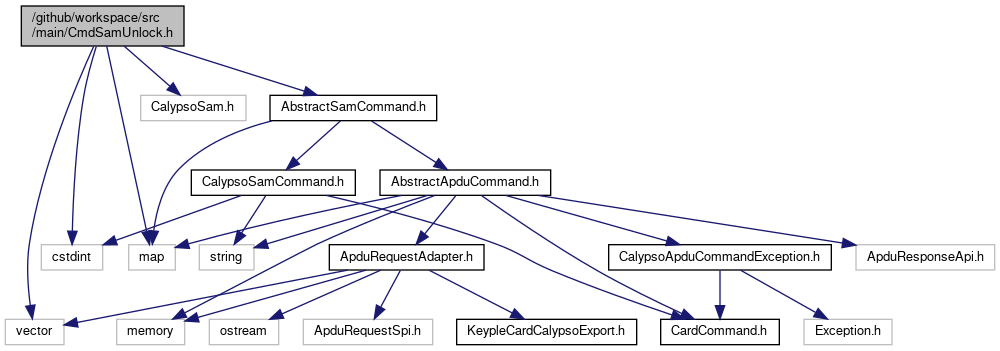 /github/workspace/src
/main/CmdSamUnlock.h
CalypsoSam.h
AbstractSamCommand.h
CalypsoSamCommand.h
AbstractApduCommand.h
cstdint
map
string
ApduRequestAdapter.h
CalypsoApduCommandException.h
ApduResponseApi.h
vector
memory
ostream
ApduRequestSpi.h
KeypleCardCalypsoExport.h
CardCommand.h
Exception.h